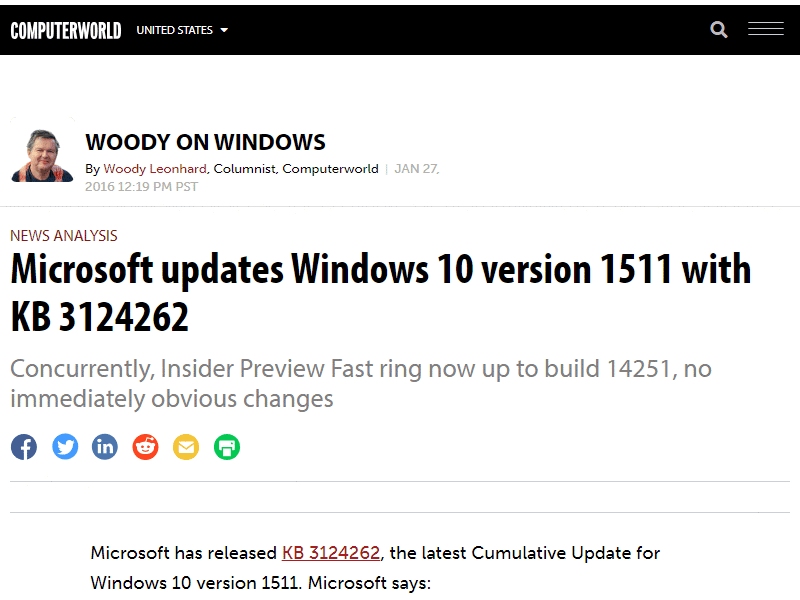 COMPUTERWORLD UNITED STATES
WOODY ON WINDOWS
By Woody Leonhard, Columnist, Computerworld | JAN 27,
2016 12:19 PM PST
NEWS ANALYSIS
Microsoft updates Windows 10 version 1511 with
KB 3124262
Concurrently, Insider Preview Fast ring now up to build 14251, no
immediately obvious changes
Microsoft has released KB 3124262, the latest Cumulative Update for
Windows 10 version 1511. Microsoft says: